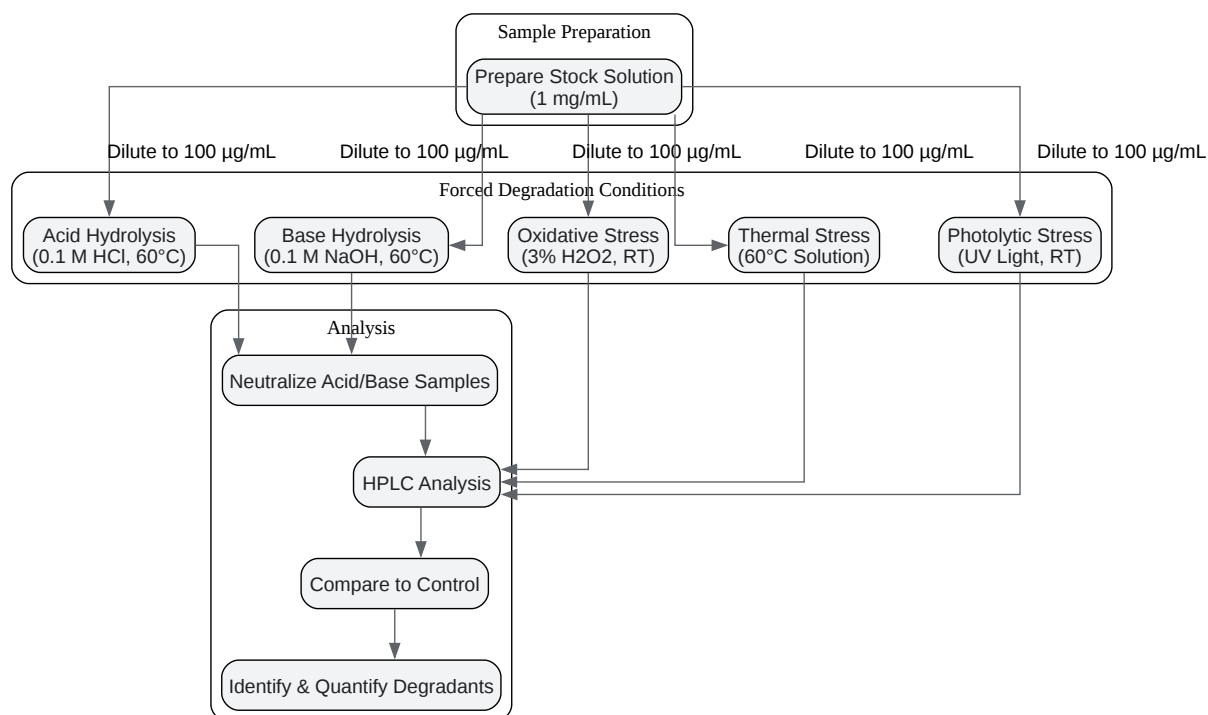 Sample Preparation
Prepare Stock Solution
(1 mg/mL)
Dilute to 100 µg/mL
Dilute to 100 µg/mL
Dilute to 100 µg/mL
Dilute to 100 µg/mL
Dilute to 100 µg/mL
Forced Degradation Conditions
Acid Hydrolysis
(0.1 M HCl, 60°C)
Base Hydrolysis
(0.1 M NaOH, 60°C)
Oxidative Stress
(3% H2O2, RT)
Thermal Stress
(60°C Solution)
Photolytic Stress
(UV Light, RT)
Analysis
Neutralize Acid/Base Samples
HPLC Analysis
Compare to Control
Identify & Quantify Degradants